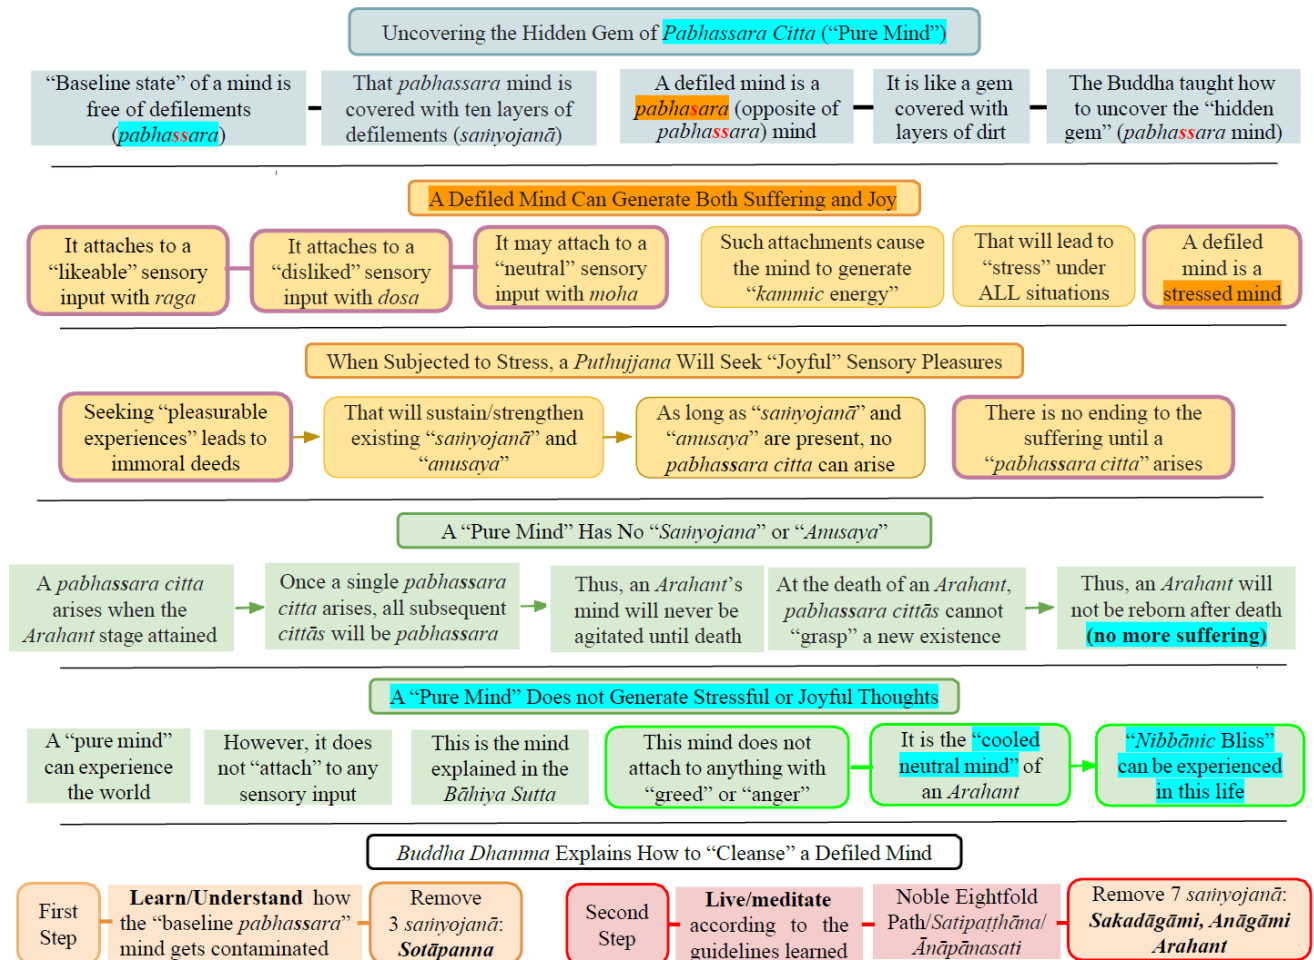 Uncovering the Hidden Gem of Pabhassara Citta (“Pure Mind”)
“Baseline state” of a mind is
free of defilements
(pabhassara)
That pabhassara mind is
covered with ten layers of
defilements (saṁyojanā)
A defiled mind is a
pabhasara (opposite of
pabhassara) mind
It is like a gem
covered with
layers of dirt
The Buddha taught how
to uncover the “hidden
gem” (pabhassara mind)
A Defiled Mind Can Generate Both Suffering and Joy
It attaches to a
“likeable” sensory
input with raga
It attaches to a
“disliked” sensory
input with dosa
It may attach to a
“neutral” sensory
input with moha
Such attachments cause
the mind to generate
“kammic energy”
That will lead to
“stress” under
ALL situations
A defiled
mind is a
stressed mind
When Subjected to Stress, a Puthujjana Will Seek “Joyful” Sensory Pleasures
Seeking “pleasurable
experiences” leads to
immoral deeds
That will sustain/strengthen
existing “saṁyojanā” and
“anusaya”
As long as “saṁyojanā” and
“anusaya” are present, no
pabhassara citta can arise
There is no ending to the
suffering until a
“pabhassara citta” arises
A “Pure Mind” Has No “Saṁyojana” or “Anusaya”
A pabhassara citta
arises when the
Arahant stage attained
Once a single pabhassara
citta arises, all subsequent
cittās will be pabhassara
Thus, an Arahant’s
mind will never be
agitated until death
At the death of an Arahant,
pabhassara cittās cannot
“grasp” a new existence
Thus, an Arahant will
not be reborn after death
(no more suffering)
A “Pure Mind” Does not Generate Stressful or Joyful Thoughts
A “pure mind”
can experience
the world
However, it does
not “attach” to any
sensory input
This is the mind
explained in the
Bāhiya Sutta
This mind does not
attach to anything with
“greed” or “anger”
It is the “cooled
neutral mind” of
an Arahant
“Nibbānic Bliss”
can be experienced
in this life
Buddha Dhamma Explains How to “Cleanse” a Defiled Mind
First
Step
Learn/Understand how
the “baseline pabhassara”
mind gets contaminated
Remove
3 saṁyojanā:
Sotāpanna
Second
Step
Live/meditate
according to the
guidelines learned
Noble Eightfold
Path/Satipaṭṭhāna/
Ānāpānasati
Remove 7 saṁyojanā:
Sakadāgāmi, Anāgāmi
Arahant